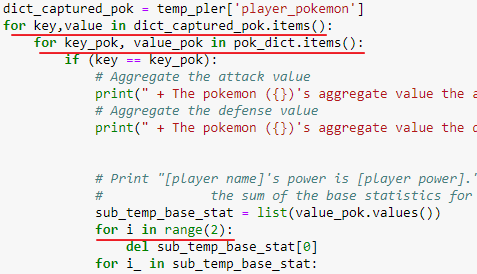 dict_captured_pok = temp_pler['player_pokemon']
for key,value in dict_captured_pok.items():
for key_pok, value_pok in pok_dict.items():
if (key == key_pok):
# Aggregate the attack value
print(" + The pokemon ({})'s aggregate value the a
# Aggregate the defense value
print(" + The pokemon ({})'s aggregate value the d
# Print "[player name]'s power is [player power]."
# the sum of the base statistics for
sub_temp_base_stat = list(value_pok.values())
for i in range(2):
del sub_temp_base_stat[0]
for i_ in sub_temp_base_stat: